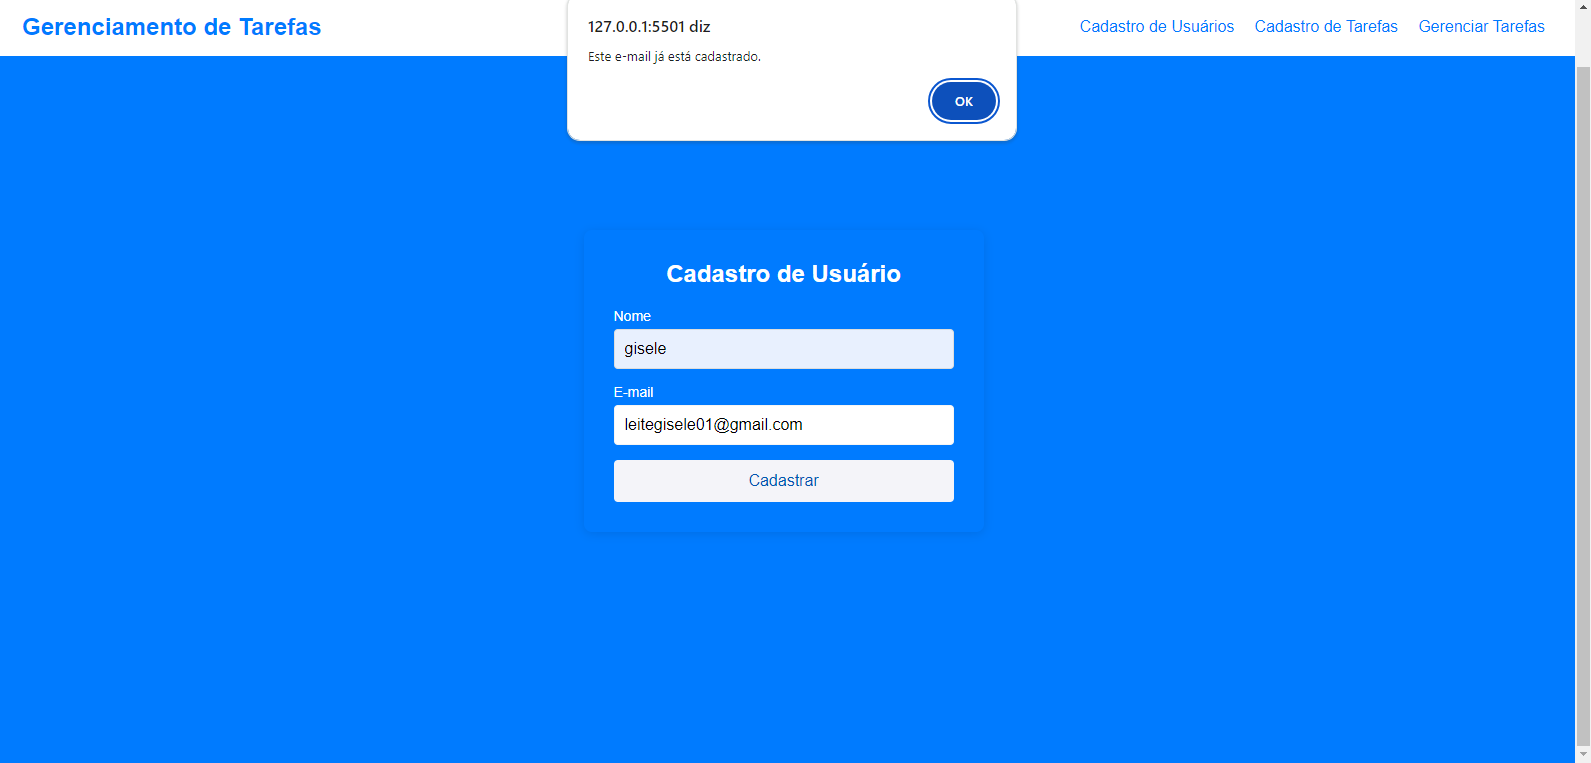 Gerenciamento de Tarefas
Cadastro de Usuários Cadastro de Tarefas Gerenciar Tarefas
127.0.0.1:5501 diz
Este e-mail já está cadastrado.
OK
Cadastro de Usuário
Nome
gisele
E-mail
leitegisele01@gmail.com
Cadastrar